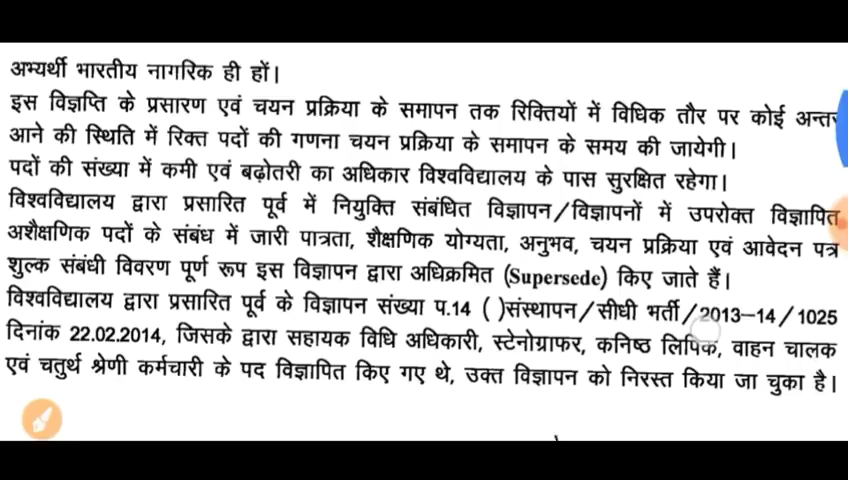 अभ्यर्थी भारतीय नागरिक ही हों।
इस विज्ञप्ति के प्रसारण एवं चयन प्रक्रिया के समापन तक रिक्तियों में विधिक तौर पर कोई अन्तर
आने की स्थिति में रिक्त पदों की गणना चयन प्रक्रिया के समापन के समय की जायेगी।
पदों की संख्या में कमी एवं बढ़ोतरी का अधिकार विश्वविद्यालय के पास सुरक्षित रहेगा।
विश्वविद्यालय द्वारा प्रसारित पूर्व में नियुक्ति संबंधित विज्ञापन/विज्ञापनों में उपरोक्त विज्ञापित
अशैक्षणिक पदों के संबंध में जारी पात्रता, शैक्षणिक योग्यता, अनुभव, चयन प्रक्रिया एवं आवेदन पत्र
शुल्क संबंधी विवरण पूर्ण रूप इस विज्ञापन द्वारा अधिक्रमित (Supersede) किए जाते हैं।
विश्वविद्यालय द्वारा प्रसारित पूर्व के विज्ञापन संख्या प.14 ( )संस्थापन/सीधी भर्ती/2013-14/1025
दिनांक 22.02.2014, जिसके द्वारा सहायक विधि अधिकारी, स्टेनोग्राफर, कनिष्ठ लिपिक, वाहन चालक
एवं चतुर्थ श्रेणी कर्मचारी के पद विज्ञापित किए गए थे, उक्त विज्ञापन को निरस्त किया जा चुका है।